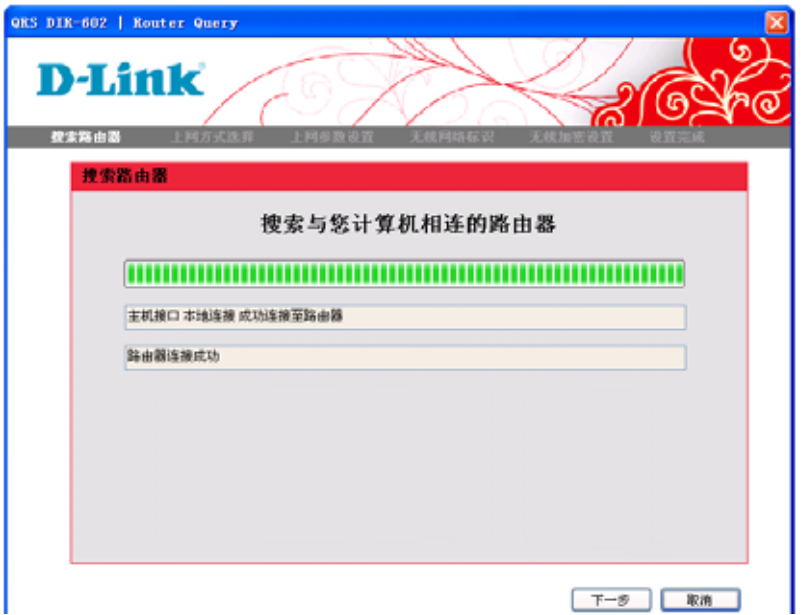 QRS DIR-602 | Router Query
D-Link
搜索路由器 上网方式选择 上网参数设置 无线网络标识 无线加密设置 设置完成
搜索路由器
搜索与您计算机相连的路由器
主机接口 本地连接 成功连接至路由器
路由器连接成功
下一步 取消